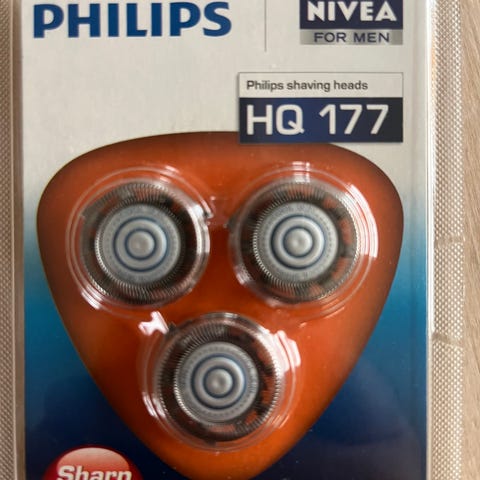 PHILIPS
NIVEA
FOR MEN
Philips shaving heads
HQ 177
Sharp